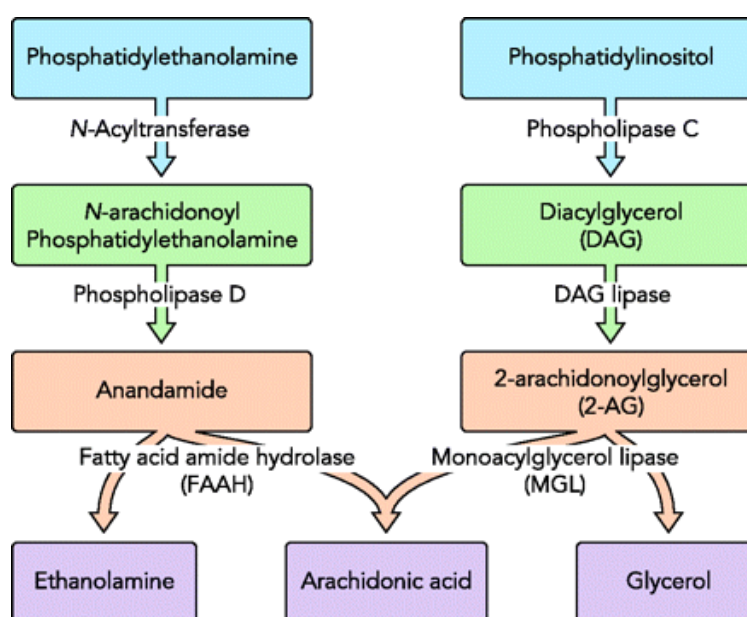 Phosphatidylethanolamine
Phosphatidylinositol
N-Acyltransferase
Phospholipase C
N-arachidonoyl
Phosphatidylethanolamine
Diacylglycerol
(DAG)
Phospholipase D
DAG lipase
Anandamide
2-arachidonoylglycerol
(2-AG)
Fatty acid amide hydrolase
(FAAH)
Monoacylglycerol lipase
(MGL)
Ethanolamine
Arachidonic acid
Glycerol